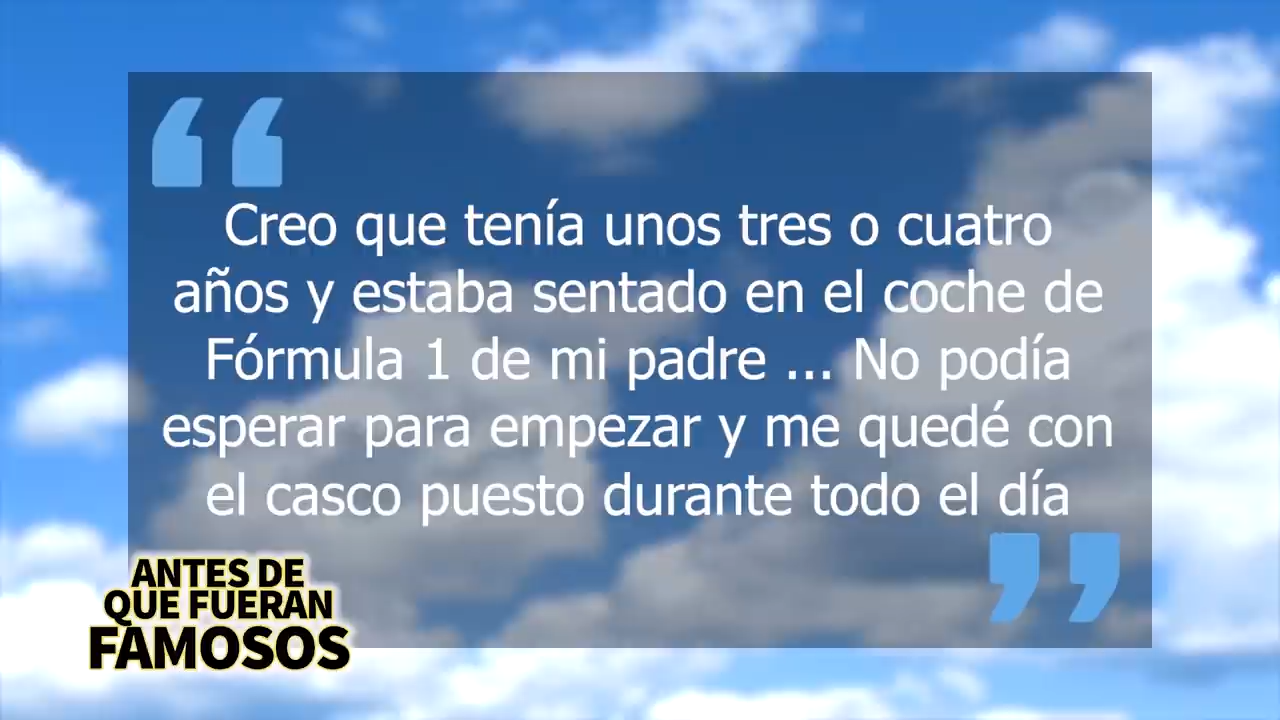 “
Creo que tenía unos tres o cuatro
años y estaba sentado en el coche de
Fórmula 1 de mi padre ... No podía
esperar para empezar y me quedé con
el casco puesto durante todo el día
”
ANTES DE
QUE FUERAN
FAMOSOS